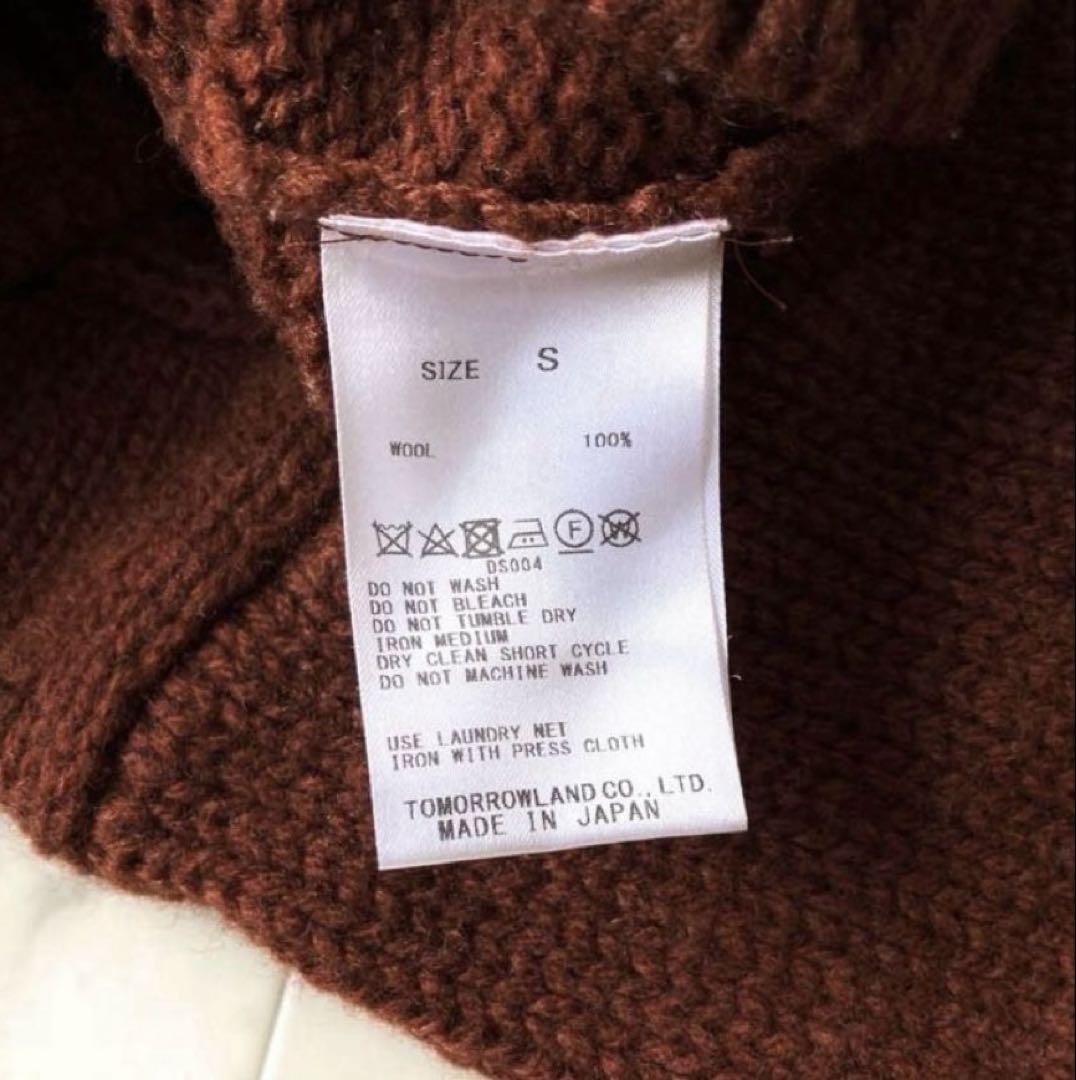 SIZE S
WOOL 100%
F W
DS004
DO NOT WASH
DO NOT BLEACH
DO NOT TUMBLE DRY
IRON MEDIUM
DRY CLEAN SHORT CYCLE
DO NOT MACHINE WASH
USE LAUNDRY NET
IRON WITH PRESS CLOTH
TOMORROWLAND CO., LTD.
MADE IN JAPAN